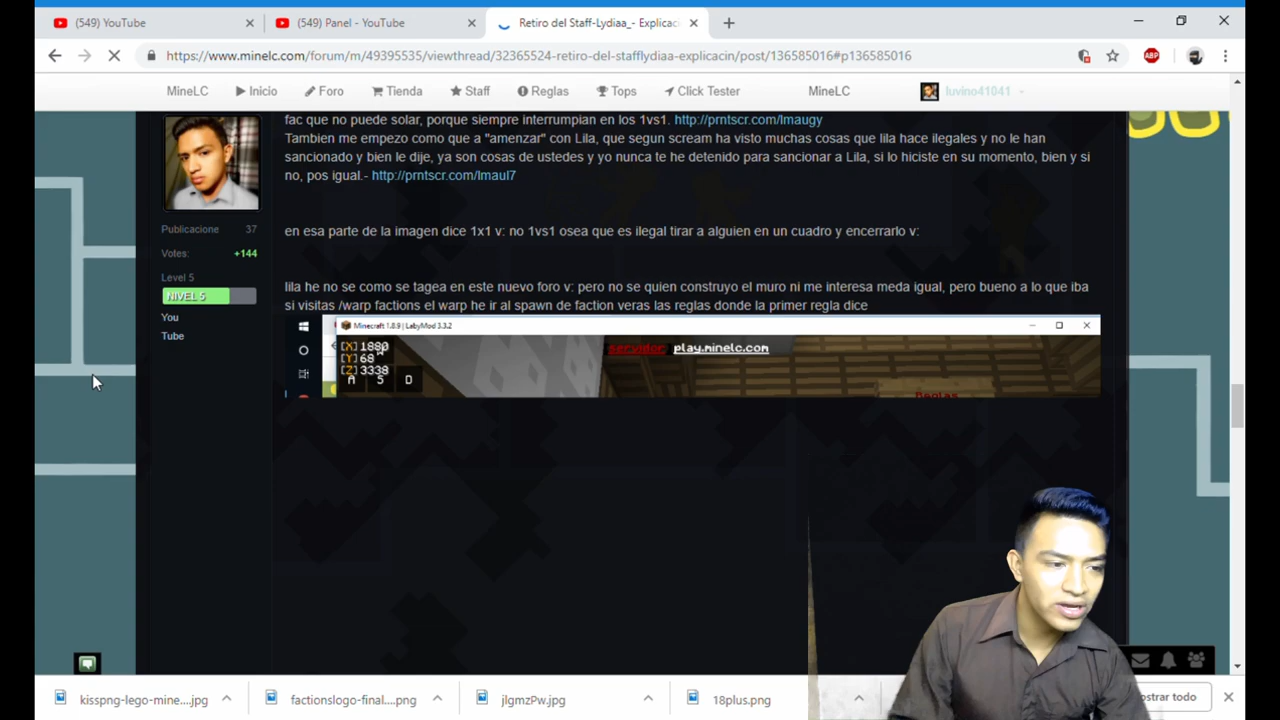 (549) YouTube
(549) Panel - YouTube
Retiro del Staff-Lydiaa_- Explicac
https://www.minelc.com/forum/m/49395535/viewthread/32365524-retiro-del-stafflydiaa-explicacin/post/136585016#p136585016
ABP
MineLC Inicio Foro Tienda Staff Reglas Tops Click Tester MineLC luvino41041
fac que no puede solar, porque siempre interrumpian en los 1vs1. http://prntscr.com/lmaugy
Tambien me empezo como que a "amenzar" con Lila, que segun scream ha visto muchas cosas que lila hace ilegales y no le han
sancionado y bien le dije, ya son cosas de ustedes y yo nunca te he detenido para sancionar a Lila, si lo hiciste en su momento, bien y si
no, pos igual.- http://prntscr.com/lmaul7
Publicacione 37
Votes: +144
Level 5
NIVEL 5
You
Tube
en esa parte de la imagen dice 1x1 v: no 1vs1 osea que es ilegal tirar a alguien en un cuadro y encerrarlo v:
lila he no se como se tagea en este nuevo foro v: pero no se quien construyo el muro ni me interesa meda igual, pero bueno a lo que iba
si visitas /warp factions el warp he ir al spawn de faction veras las reglas donde la primer regla dice
Minecraft 1.8.9 | LabyMod 3.3.2
[X] 1880
[Y] 68
[Z] 3338
A S D
servidor: play.minelc.com
Reglas
kisspng-lego-mine....jpg
factionslogo-final....png
jlgmzPw.jpg
18plus.png
ostrar todo